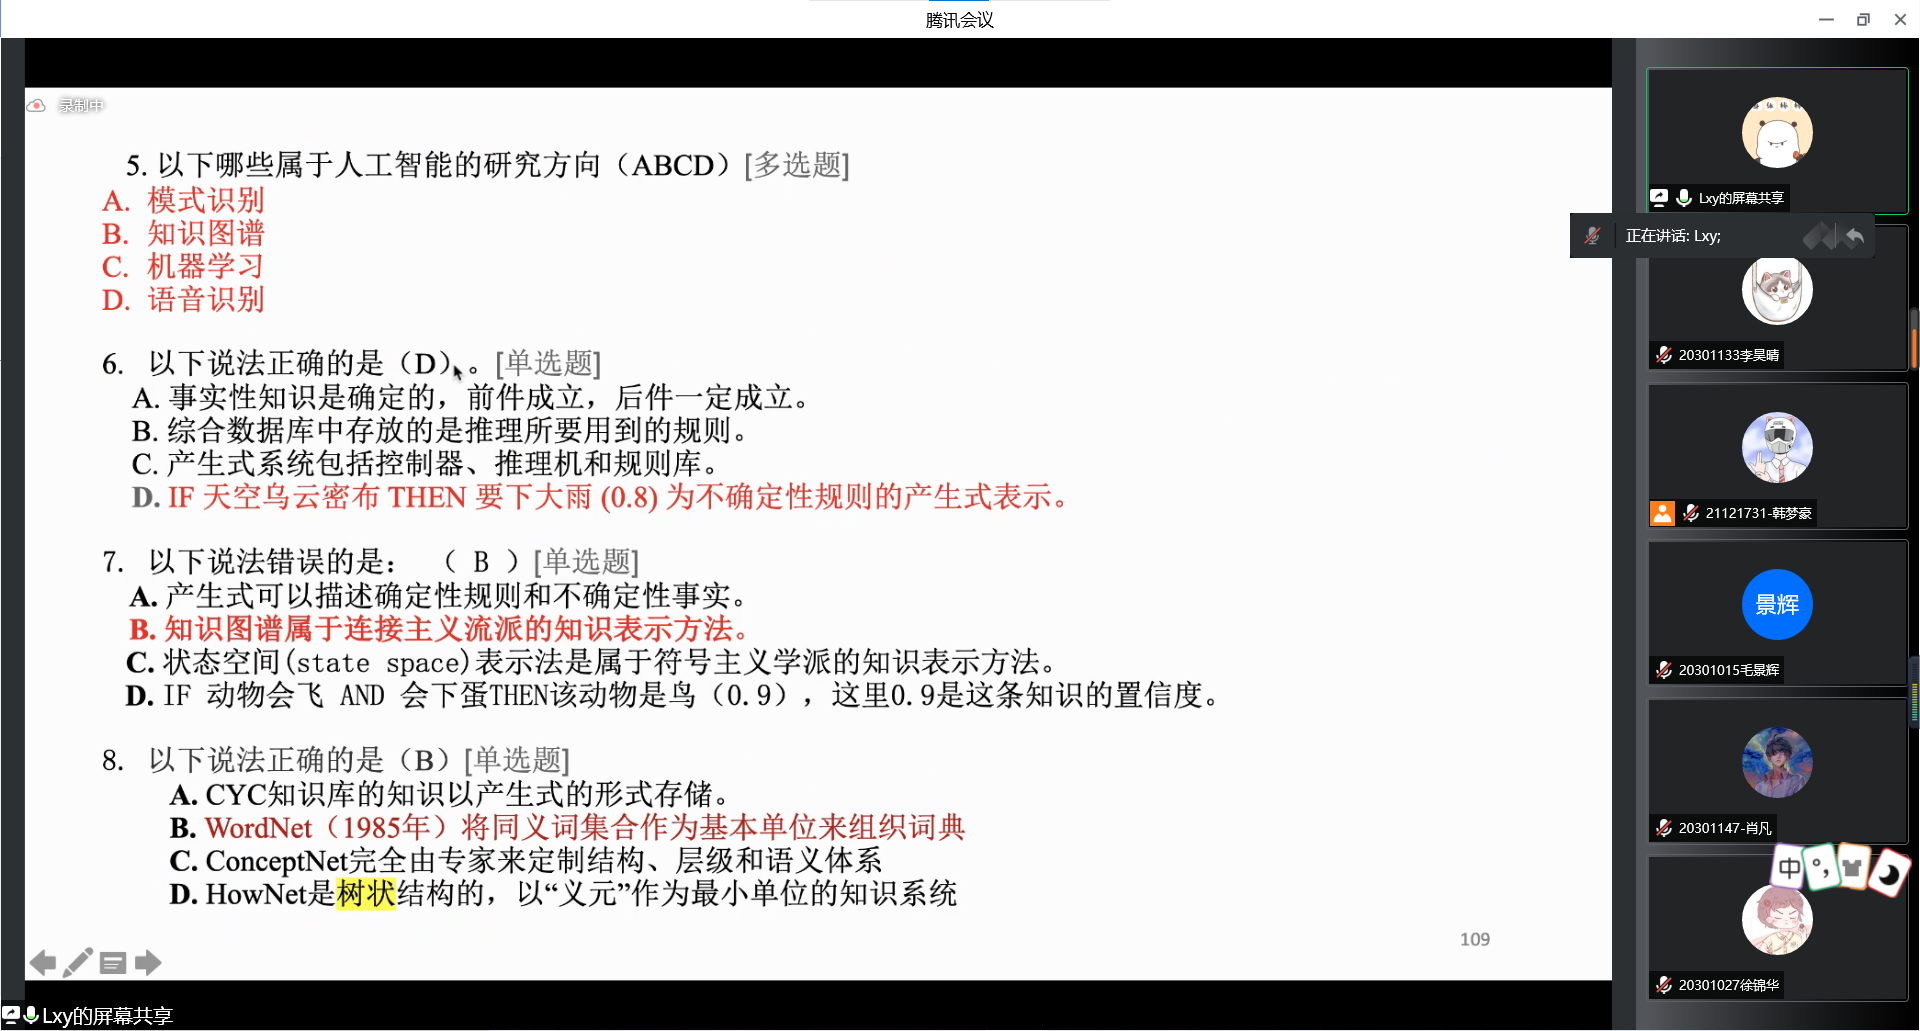 腾讯会议
录制中
5. 以下哪些属于人工智能的研究方向（ABCD）[多选题]
A. 模式识别
B. 知识图谱
C. 机器学习
D. 语音识别
6. 以下说法正确的是（D）。[单选题]
A. 事实性知识是确定的，前件成立，后件一定成立。
B. 综合数据库中存放的是推理所要用到的规则。
C. 产生式系统包括控制器、推理机和规则库。
D. IF 天空乌云密布 THEN 要下大雨 (0.8) 为不确定性规则的产生式表示。
7. 以下说法错误的是： （ B ）[单选题]
A. 产生式可以描述确定性规则和不确定性事实。
B. 知识图谱属于连接主义流派的知识表示方法。
C. 状态空间(state space)表示法是属于符号主义学派的知识表示方法。
D. IF 动物会飞 AND 会下蛋THEN该动物是鸟（0.9），这里0.9是这条知识的置信度。
8. 以下说法正确的是（B）[单选题]
A. CYC知识库的知识以产生式的形式存储。
B. WordNet（1985年）将同义词集合作为基本单位来组织词典
C. ConceptNet完全由专家来定制结构、层级和语义体系
D. HowNet是树状结构的，以“义元”作为最小单位的知识系统
109
Lxy的屏幕共享
Lxy的屏幕共享
正在讲话: Lxy;
20301133李昊晴
21121731-韩梦豪
景辉
20301015毛景辉
20301147-肖凡
中 °,
20301027徐锦华